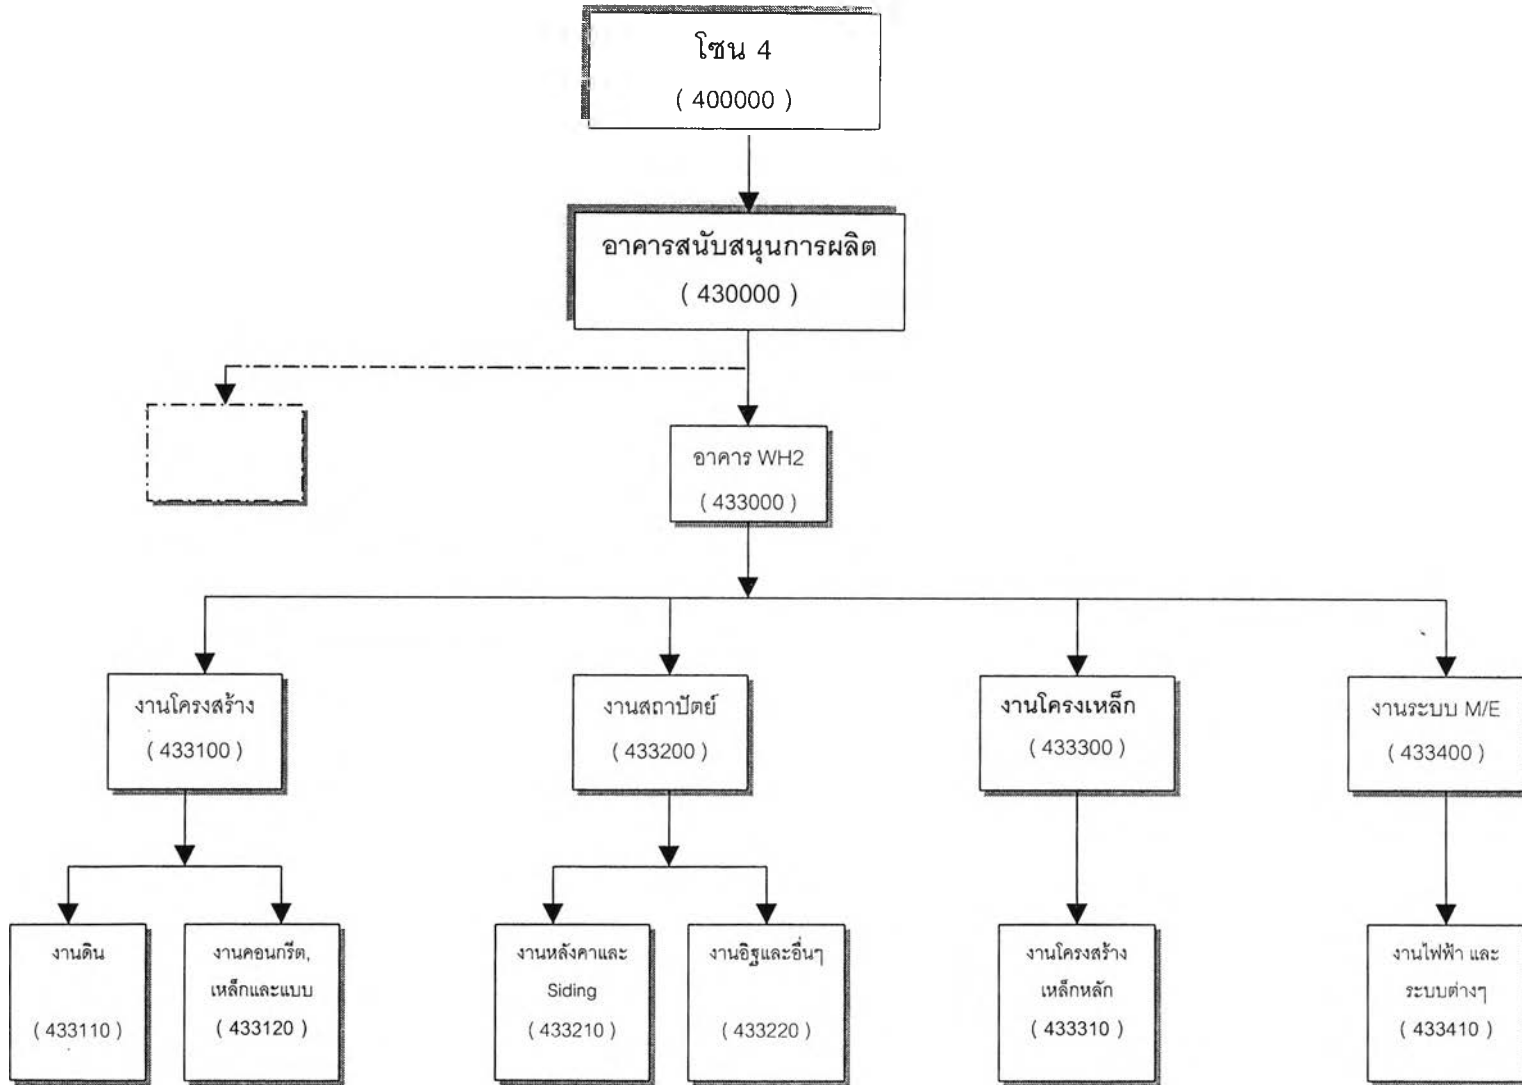 โซน 4
( 400000 )
อาคารสนับสนุนการผลิต
( 430000 )
อาคาร WH2
( 433000 )
งานโครงสร้าง
( 433100 )
งานสถาปัตย์
( 433200 )
งานโครงเหล็ก
( 433300 )
งานระบบ M/E
( 433400 )
งานดิน
( 433110 )
งานคอนกรีต,
เหล็กและแบบ
( 433120 )
งานหลังคาและ
Siding
( 433210 )
งานอิฐและอื่นๆ
( 433220 )
งานโครงสร้าง
เหล็กหลัก
( 433310 )
งานไฟฟ้า และ
ระบบต่างๆ
( 433410 )